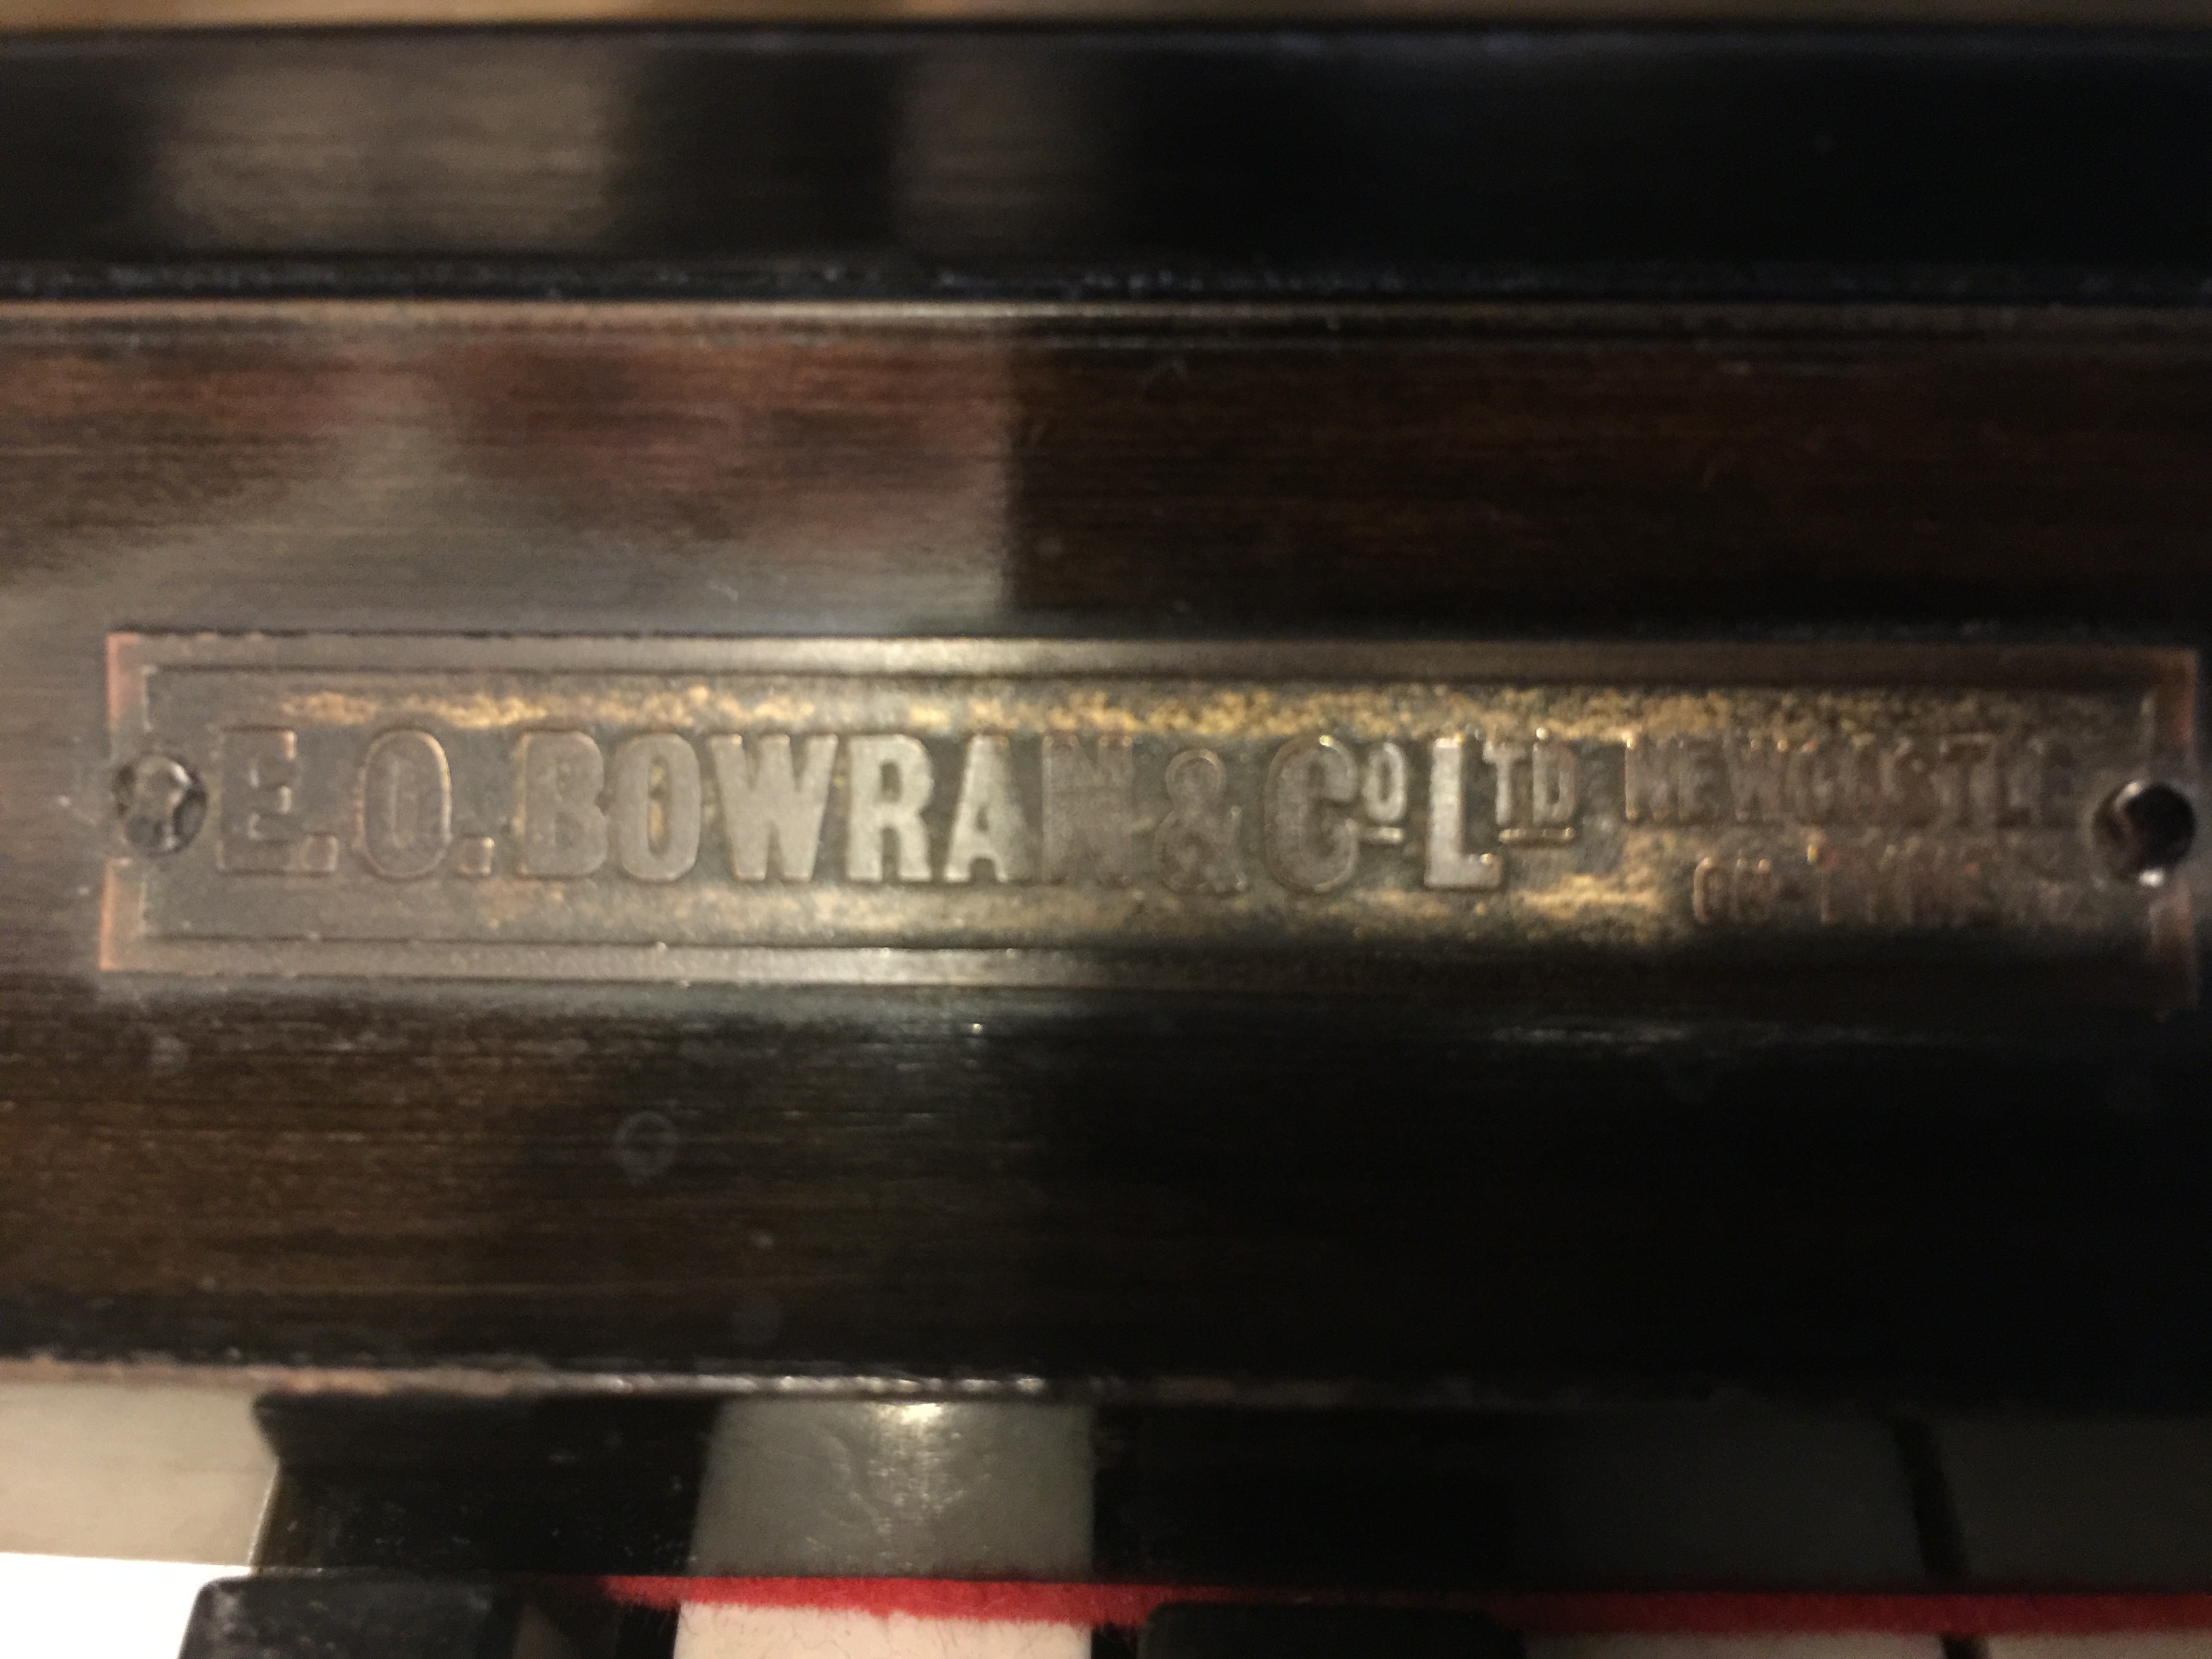 E.O. BOWRAN & Cº LTD NEWCASTLE
ON-TYNE